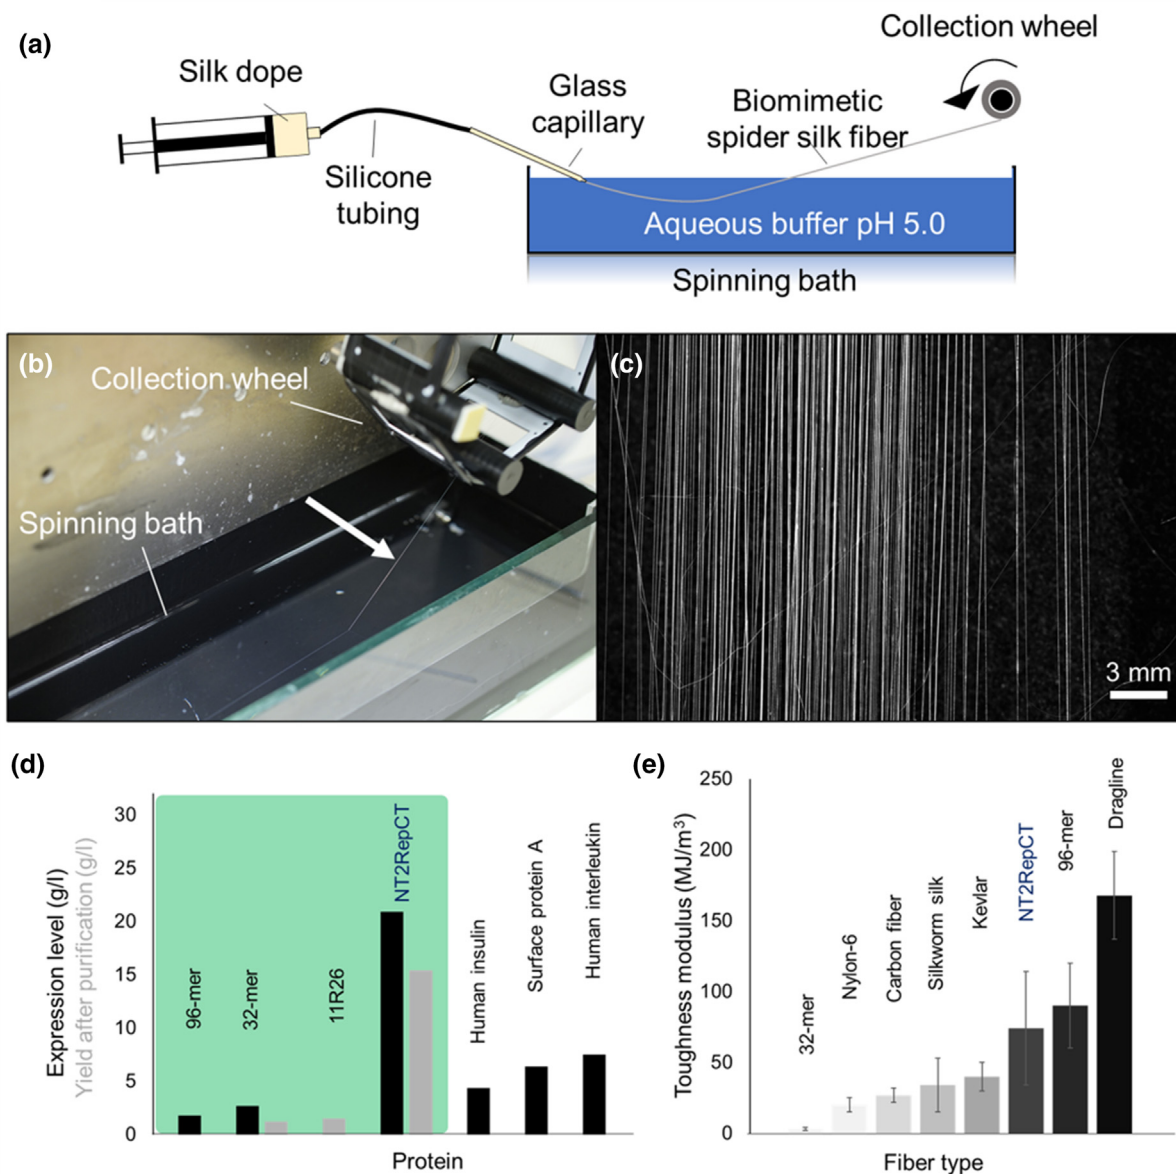 (a)
Collection wheel
Silk dope
Glass
capillary
Biomimetic
spider silk fiber
Silicone
tubing
Aqueous buffer pH 5.0
Spinning bath
(b)
Collection wheel
Spinning bath
(c)
3 mm
(d)
Expression level (g/l)
Yield after purification (g/l)
30
25
20
15
10
5
0
96-mer
32-mer
11R26
NT2RepCT
Human insulin
Surface protein A
Human interleukin
Protein
(e)
Toughness modulus (MJ/m³)
250
200
150
100
50
0
32-mer
Nylon-6
Carbon fiber
Silkworm silk
Kevlar
NT2RepCT
96-mer
Dragline
Fiber type